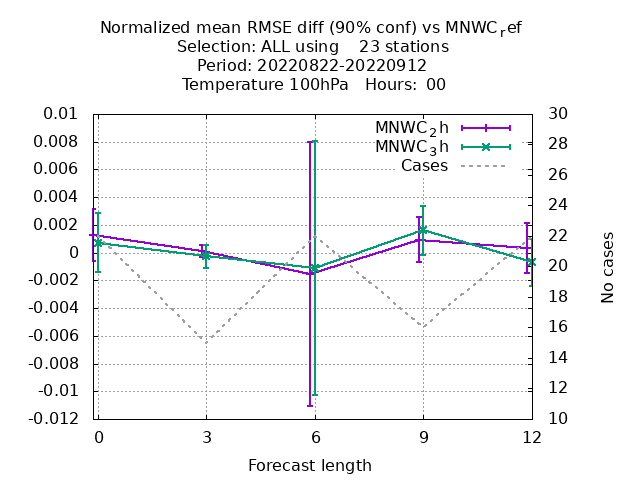 Normalized mean RMSE diff (90% conf) vs MNWC_ref
Selection: ALL using    23 stations
Period: 20220822-20220912
Temperature 100hPa   Hours:  00
0.01
0.008
0.006
0.004
0.002
0
-0.002
-0.004
-0.006
-0.008
-0.01
-0.012
30
28
26
24
22
20
18
16
14
12
10
MNWC_2h
MNWC_3h
Cases
No cases
0 3 6 9 12
Forecast length